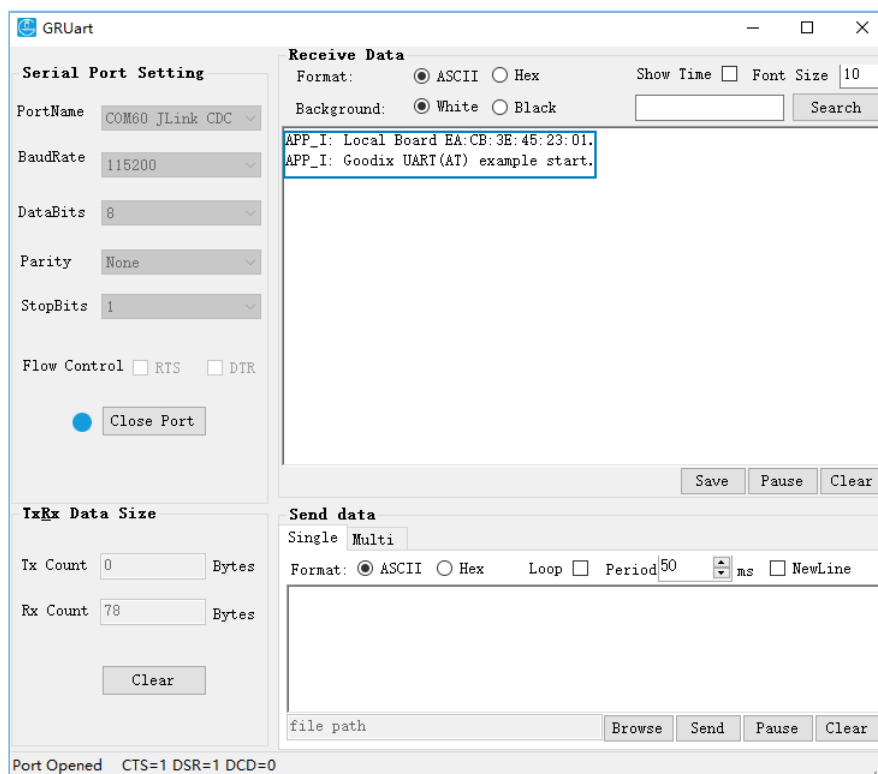 GRUart
Serial Port Setting
PortName COM60 JLink CDC
BaudRate 115200
DataBits 8
Parity None
StopBits 1
Flow Control RTS DTR
Close Port
Receive Data
Format: ASCII Hex Show Time Font Size 10
Background: White Black Search
APP_I: Local Board EA:CB:3E:45:23:01.
APP_I: Goodix UART(AT) example start.
Save Pause Clear
TxRx Data Size
Tx Count 0 Bytes
Rx Count 78 Bytes
Clear
Send data
Single Multi
Format: ASCII Hex Loop Period 50 ms NewLine
file path Browse Send Pause Clear
Port Opened CTS=1 DSR=1 DCD=0